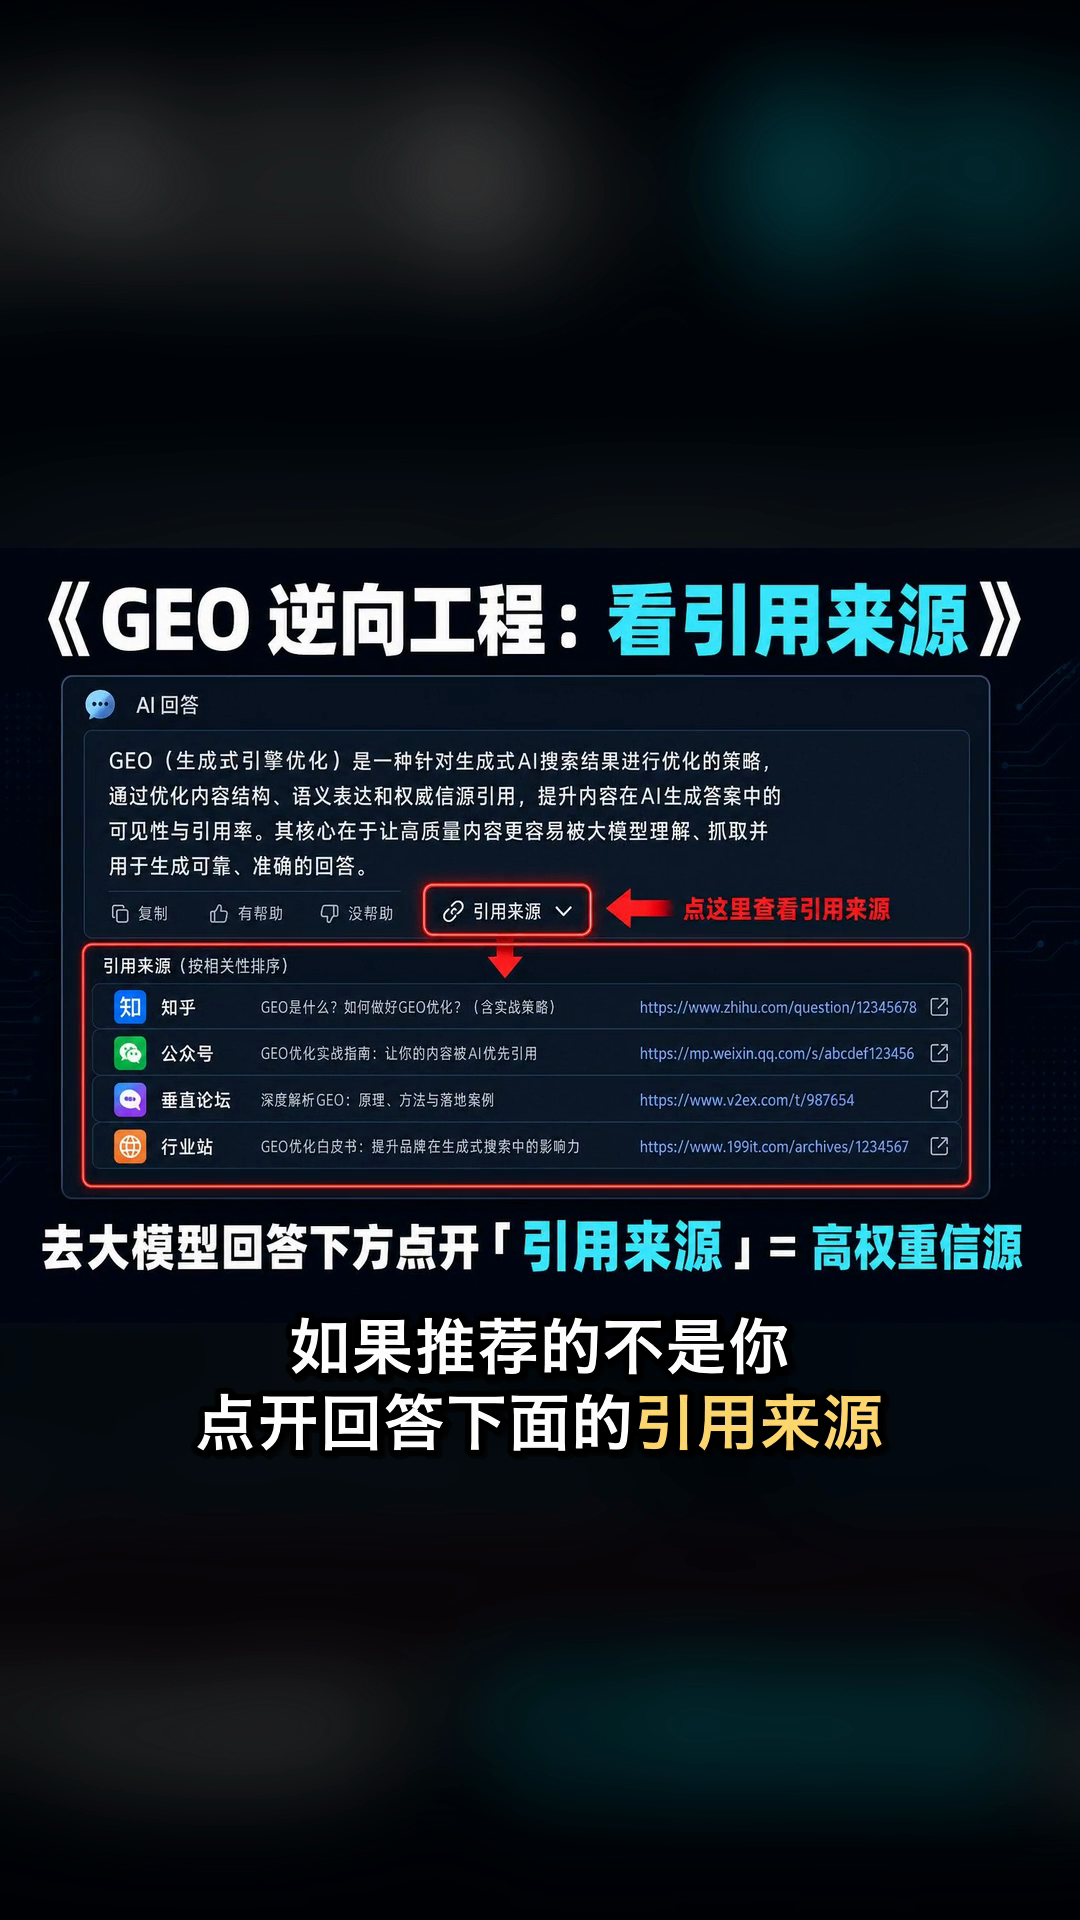 《GEO 逆向工程：看引用来源》
AI 回答
GEO（生成式引擎优化）是一种针对生成式AI搜索结果进行优化的策略，
通过优化内容结构、语义表达和权威信源引用，提升内容在AI生成答案中的
可见性与引用率。其核心在于让高质量内容更容易被大模型理解、抓取并
用于生成可靠、准确的回答。
复制 有帮助 没帮助 引用来源 点这里查看引用来源
引用来源（按相关性排序）
知 知乎 GEO是什么？如何做好GEO优化？（含实战策略） https://www.zhihu.com/question/12345678
公众号 GEO优化实战指南：让你的内容被AI优先引用 https://mp.weixin.qq.com/s/abcdef123456
垂直论坛 深度解析GEO：原理、方法与落地案例 https://www.v2ex.com/t/987654
行业站 GEO优化白皮书：提升品牌在生成式搜索中的影响力 https://www.199it.com/archives/1234567
去大模型回答下方点开「引用来源」= 高权重信源
如果推荐的不是你
点开回答下面的引用来源